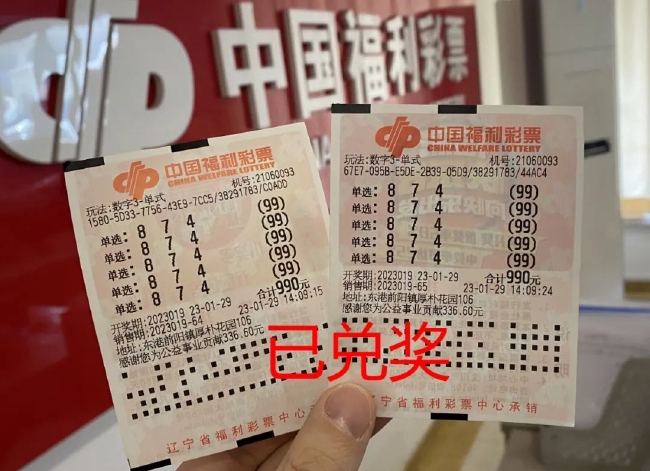 中国福利彩票
中国福利彩票
CHINA WELFARE LOTTERY
玩法:数字3-单式
机号:21060093
1580-5D33-7756-43E9-7CC5/38291783/C0ADD
单选: 8 7 4 (99)
单选: 8 7 4 (99)
单选: 8 7 4 (99)
单选: 8 7 4 (99)
单选: 8 7 4 (99)
开奖期:2023019 23-01-29 合计990元
销售期:2023019-64 23-01-29 14:09:15
地址:东港前阳镇厚朴花园106
感谢您为公益事业贡献336.60元
辽宁省福利彩票中心
中国福利彩票
CHINA WELFARE LOTTERY
玩法:数字3-单式
机号:21060093
67E7-095B-E5DE-2B39-05D9/38291783/44AC4
单选: 8 7 4 (99)
单选: 8 7 4 (99)
单选: 8 7 4 (99)
单选: 8 7 4 (99)
单选: 8 7 4 (99)
开奖期:2023019 23-01-29 合计990元
销售期:2023019-65 23-01-29 14:09:24
地址:东港前阳镇厚朴花园106
感谢您为公益事业贡献336.60元
辽宁省福利彩票中心承销
已兑奖